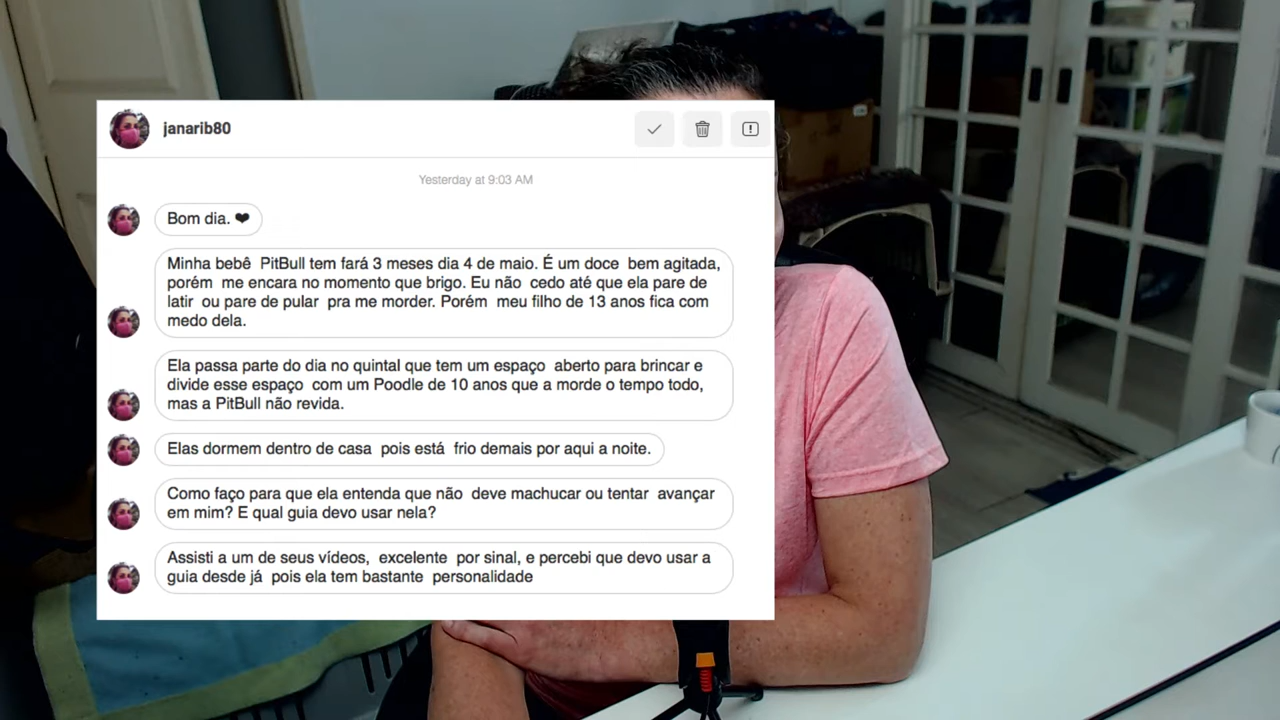 janarib80
Yesterday at 9:03 AM
Bom dia. ❤
Minha bebê PitBull tem fará 3 meses dia 4 de maio. É um doce bem agitada,
porém me encara no momento que brigo. Eu não cedo até que ela pare de
latir ou pare de pular pra me morder. Porém meu filho de 13 anos fica com
medo dela.
Ela passa parte do dia no quintal que tem um espaço aberto para brincar e
divide esse espaço com um Poodle de 10 anos que a morde o tempo todo,
mas a PitBull não revida.
Elas dormem dentro de casa pois está frio demais por aqui a noite.
Como faço para que ela entenda que não deve machucar ou tentar avançar
em mim? E qual guia devo usar nela?
Assisti a um de seus vídeos, excelente por sinal, e percebi que devo usar a
guia desde já pois ela tem bastante personalidade